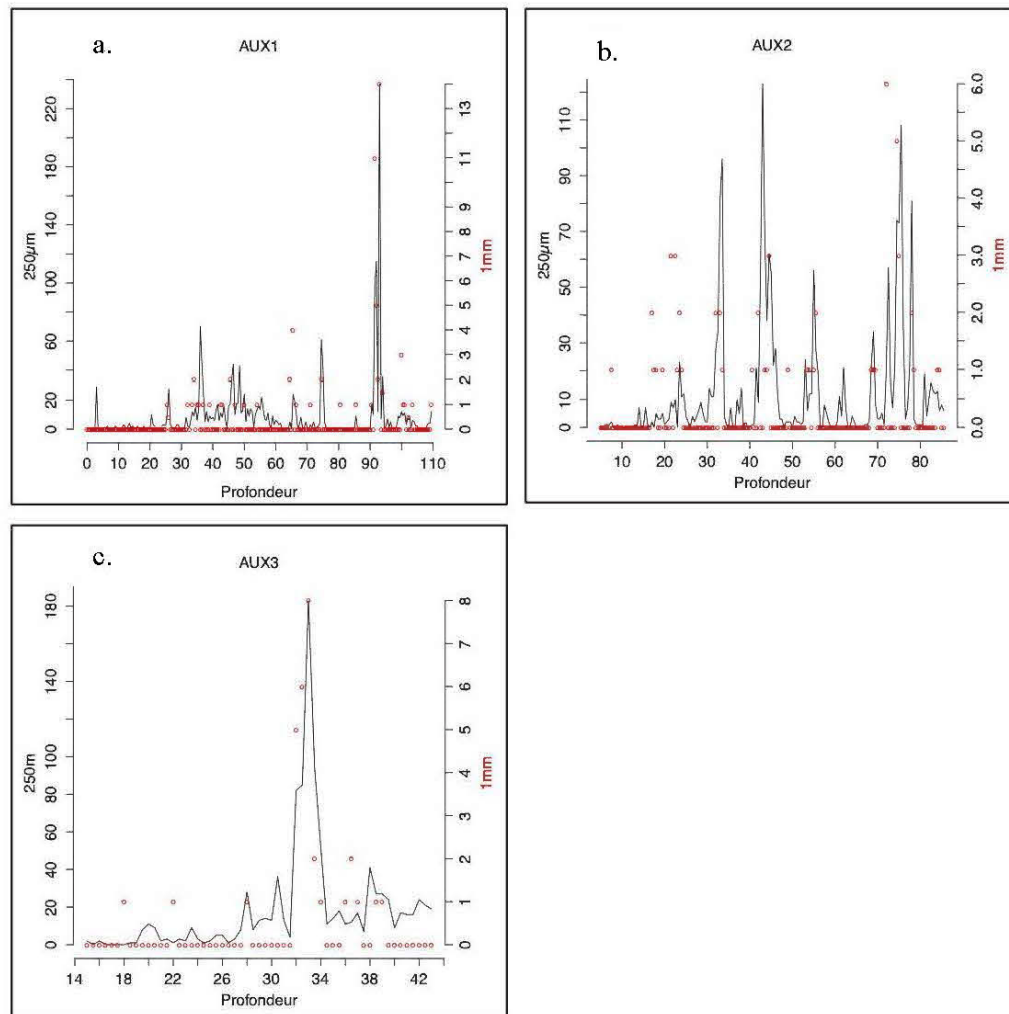 a.
AUX1
250µm
0 20 60 100 140 180 220
0 1 2 3 4 5 6 7 8 9 11 13
1mm
0 10 20 30 40 50 60 70 80 90 110
Profondeur
b.
AUX2
250µm
0 10 30 50 70 90 110
0.0 1.0 2.0 3.0 4.0 5.0 6.0
1mm
10 20 30 40 50 60 70 80
Profondeur
c.
AUX3
250m
0 20 40 60 80 100 140 180
0 1 2 3 4 5 6 7 8
1mm
14 18 22 26 30 34 38 42
Profondeur